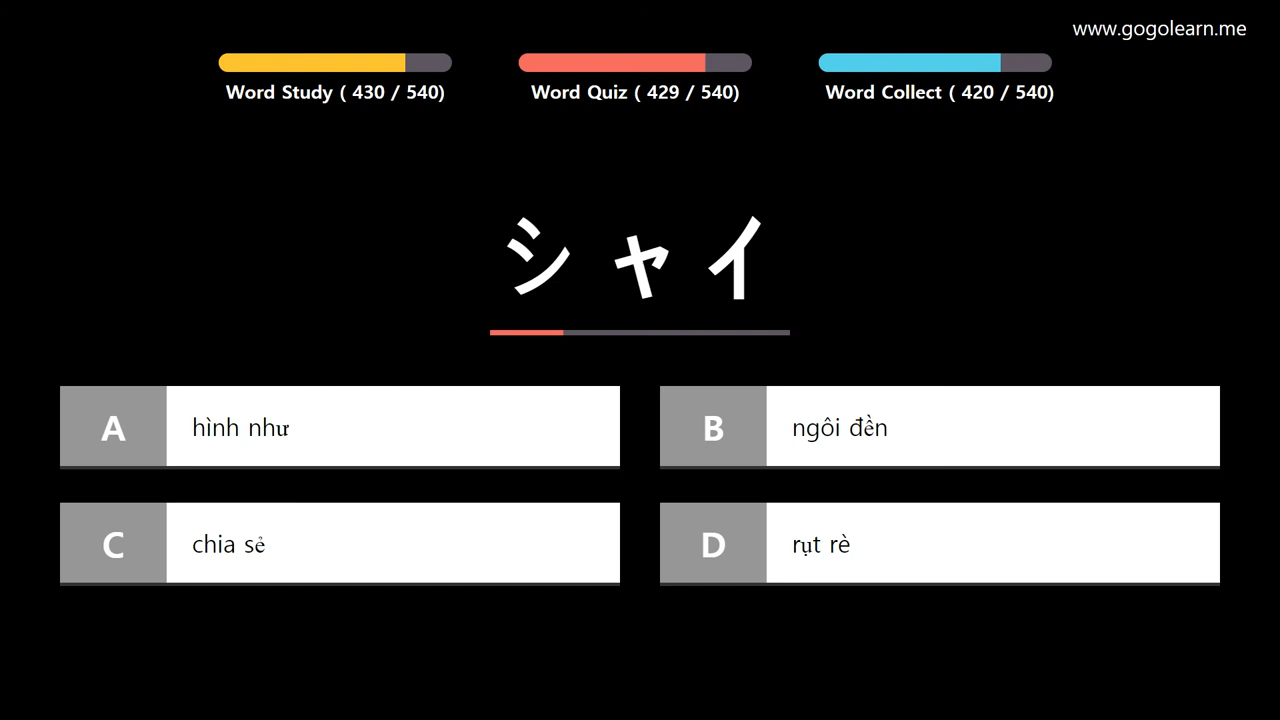 www.gogolearn.me
Word Study ( 430 / 540)
Word Quiz ( 429 / 540)
Word Collect ( 420 / 540)
シャイ
A hình như
B ngôi đền
C chia sẻ
D rụt rè